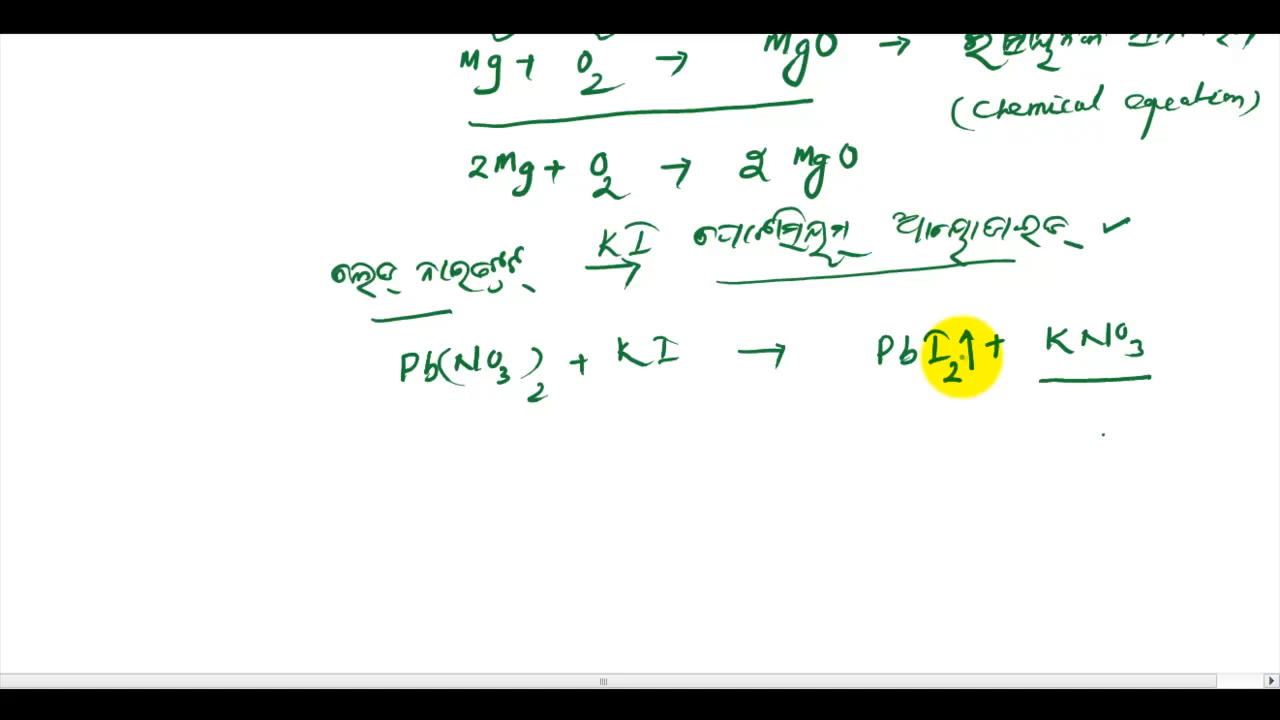 Mg + O2 → MgO →
(Chemical equation)
2Mg + O2 → 2 MgO
ଲେଡ୍ ନାଇଟ୍ରେଟ୍ KI → ପୋଟାସିୟମ୍ ଆୟୋଡାଇଡ୍ ✓
Pb(NO3)2 + KI → PbI2↑ + KNO3